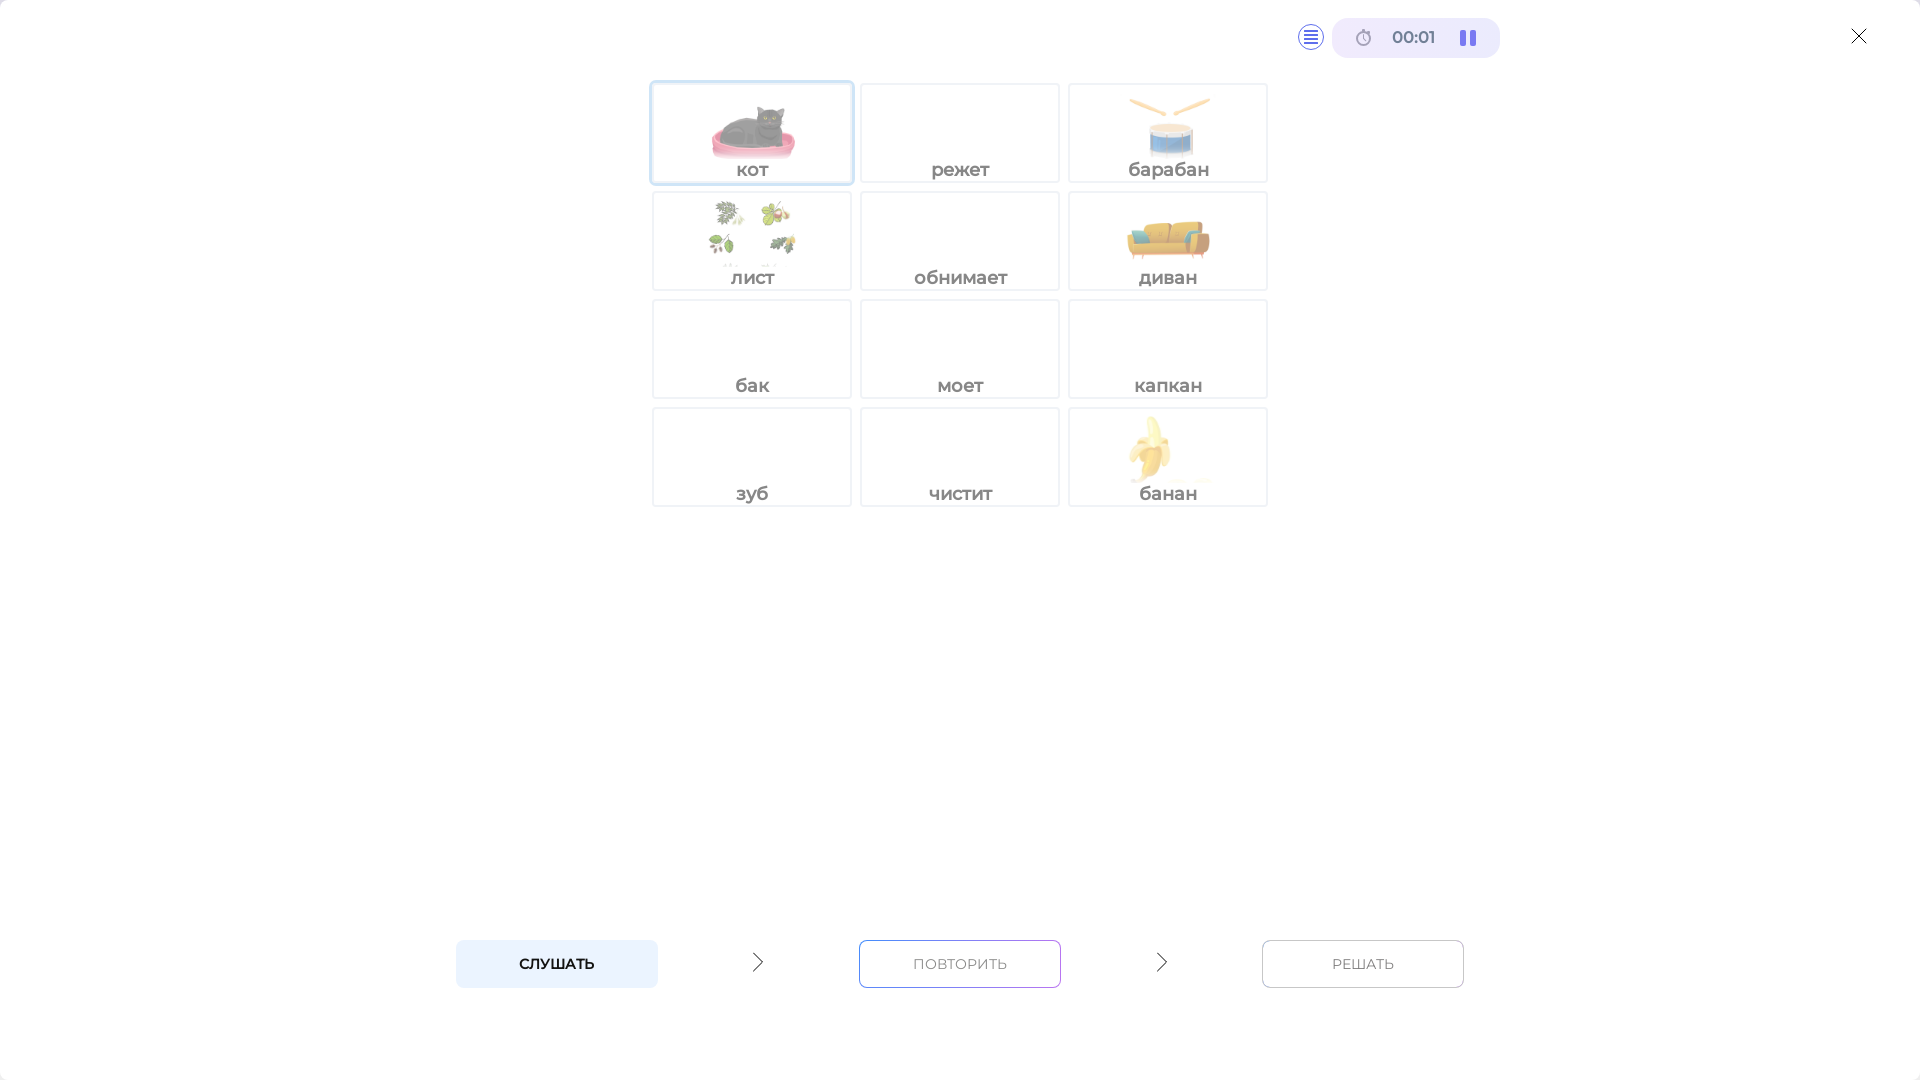 00:01
кот
режет
барабан
лист
обнимает
диван
бак
моет
капкан
зуб
чистит
банан
СЛУШАТЬ
ПОВТОРИТЬ
РЕШАТЬ